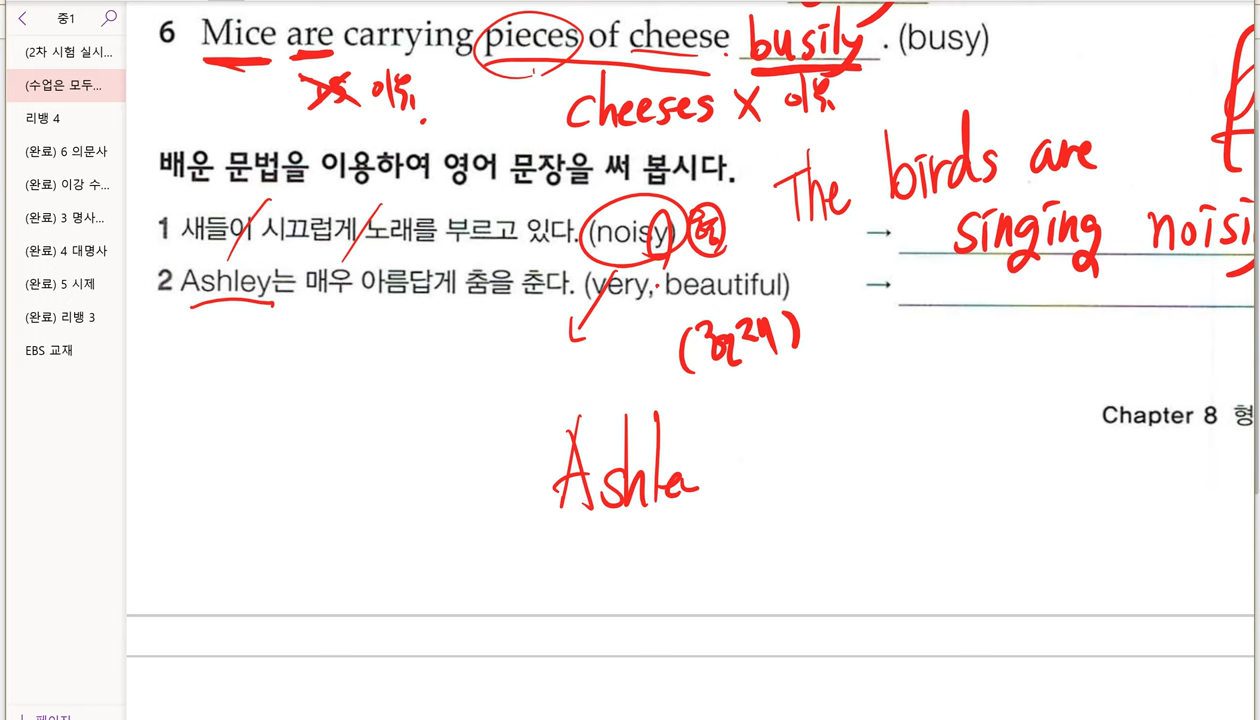 중1
(2차 시험 실시...
(수업은 모두...
리뱅 4
(완료) 6 의문사
(완료) 이강 수...
(완료) 3 명사...
(완료) 4 대명사
(완료) 5 시제
(완료) 리뱅 3
EBS 교재
6 Mice are carrying pieces of cheese busily . (busy)
cheeses X
배운 문법을 이용하여 영어 문장을 써 봅시다.
The birds are
1 새들이 시끄럽게 노래를 부르고 있다. (noisy) → singing noisi
2 Ashley는 매우 아름답게 춤을 춘다. (very, beautiful) →
Ashle
Chapter 8 형